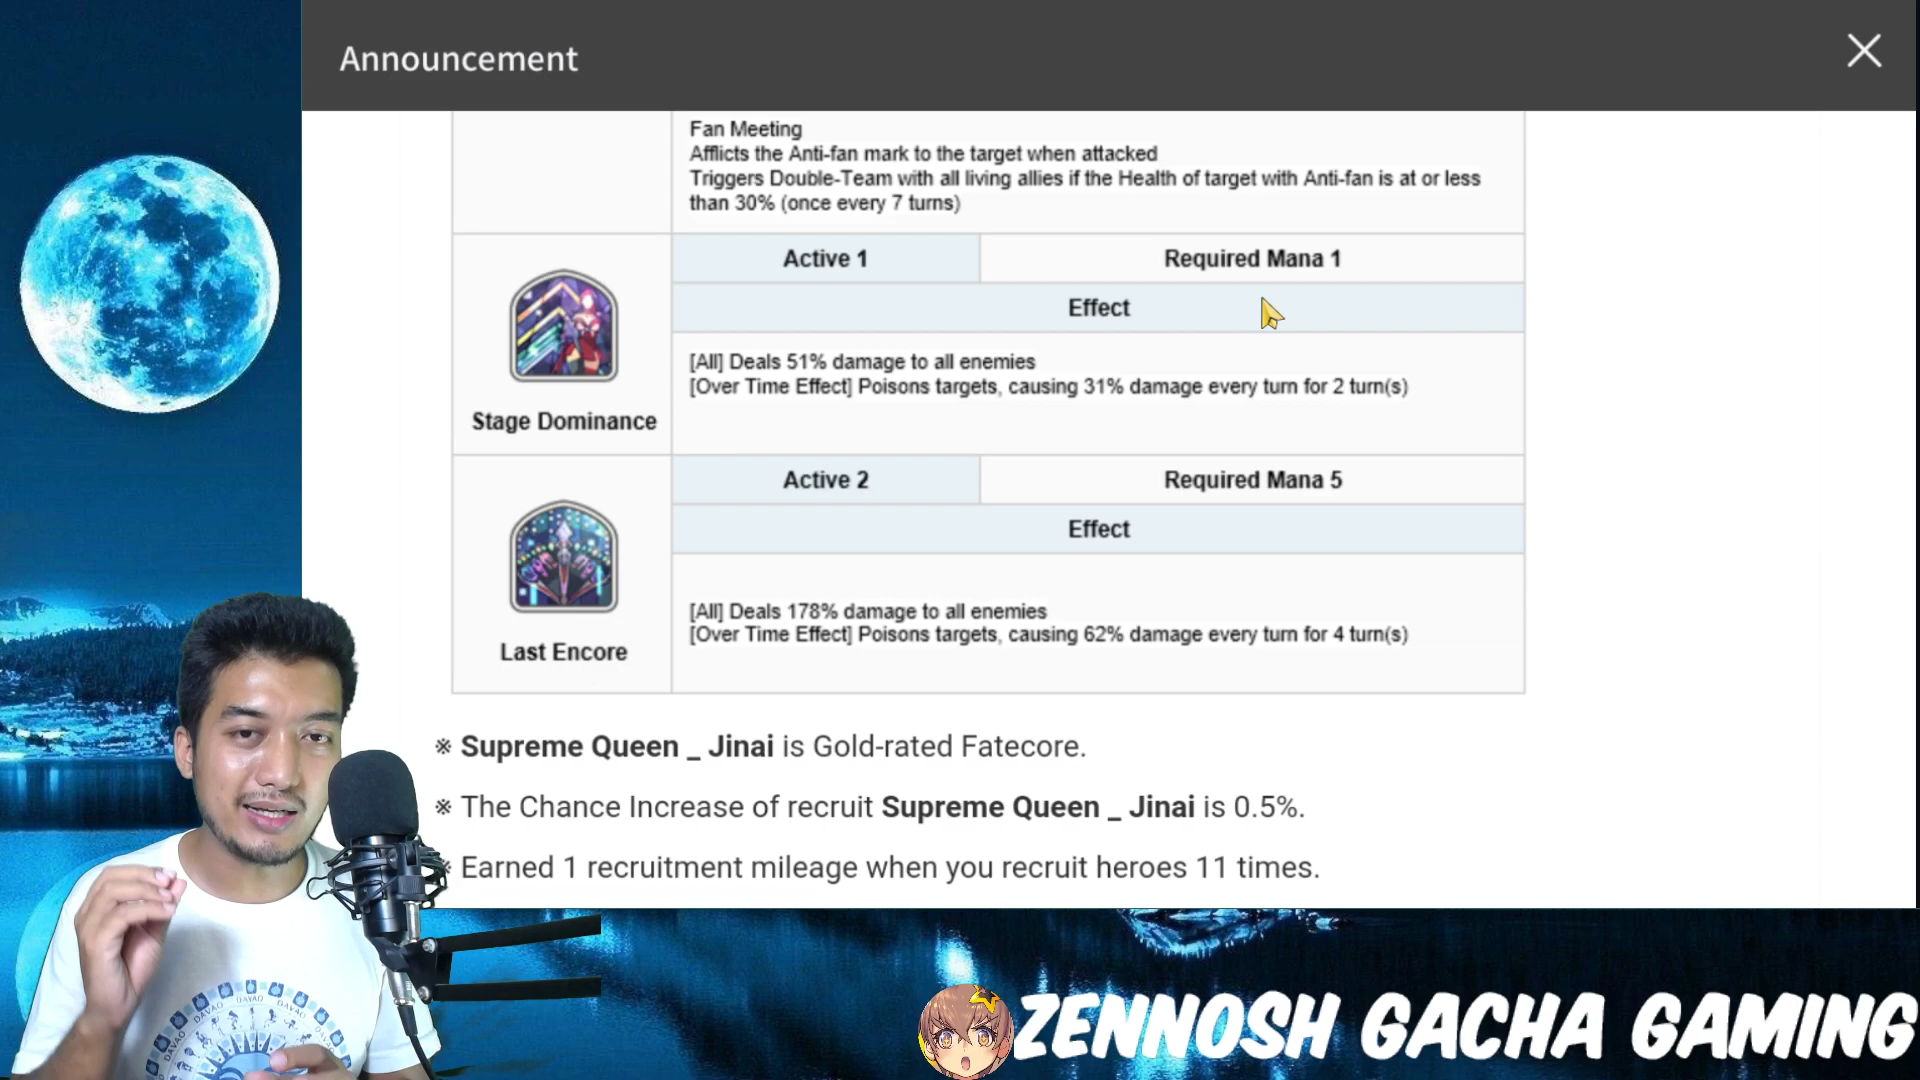 Announcement
Fan Meeting
Afflicts the Anti-fan mark to the target when attacked
Triggers Double-Team with all living allies if the Health of target with Anti-fan is at or less
than 30% (once every 7 turns)
Active 1
Required Mana 1
Effect
[All] Deals 51% damage to all enemies
[Over Time Effect] Poisons targets, causing 31% damage every turn for 2 turn(s)
Stage Dominance
Active 2
Required Mana 5
Effect
[All] Deals 178% damage to all enemies
[Over Time Effect] Poisons targets, causing 62% damage every turn for 4 turn(s)
Last Encore
※ Supreme Queen _ Jinai is Gold-rated Fatecore.
※ The Chance Increase of recruit Supreme Queen _ Jinai is 0.5%.
※ Earned 1 recruitment mileage when you recruit heroes 11 times.
DAVAO
DAVAO
DAVAO
DAVAO
ZENNOSH GACHA GAMING